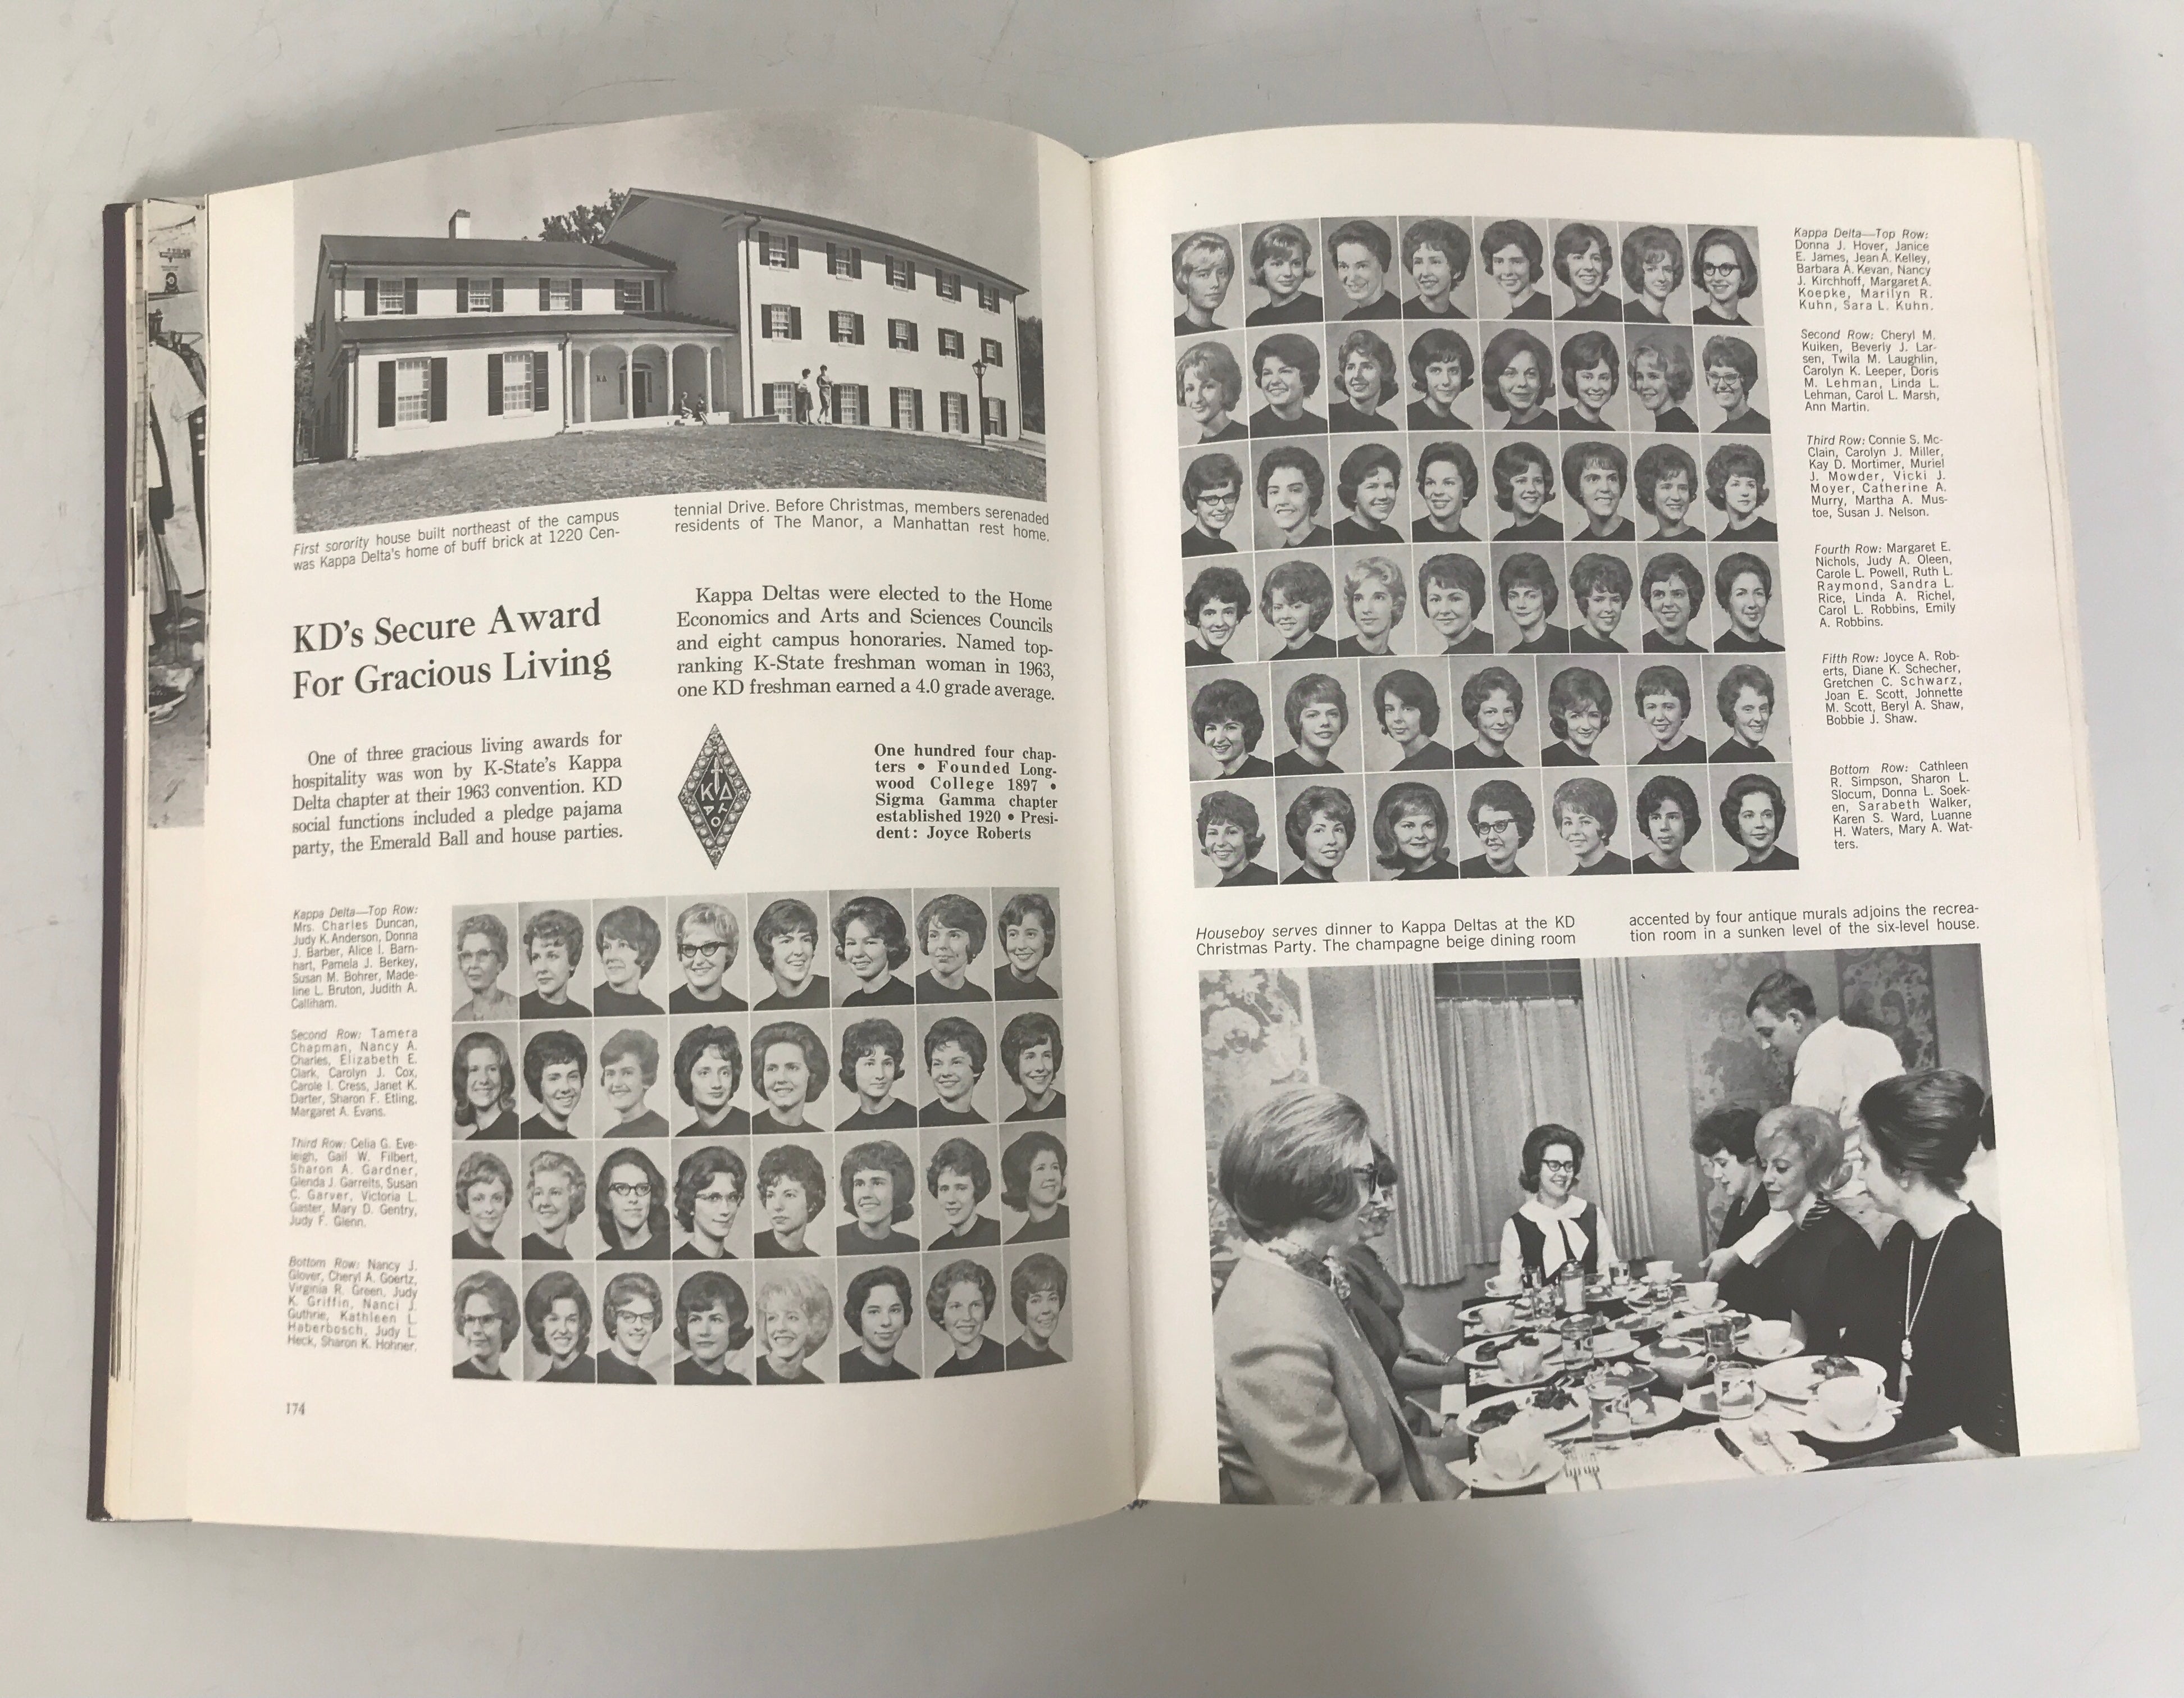 First sorority house built northeast of the campus
was Kappa Delta's home of buff brick at 1220 Cen-
tennial Drive. Before Christmas, members serenaded
residents of The Manor, a Manhattan rest home.
KD's Secure Award
For Gracious Living
One of three gracious living awards for
hospitality was won by K-State's Kappa
Delta chapter at their 1963 convention. KD
social functions included a pledge pajama
party, the Emerald Ball and house parties.
Kappa Deltas were elected to the Home
Economics and Arts and Sciences Councils
and eight campus honoraries. Named top-
ranking K-State freshman woman in 1963,
one KD freshman earned a 4.0 grade average.
ΚΔ
One hundred four chap-
ters • Founded Long-
wood College 1897 •
Sigma Gamma chapter
established 1920 • Presi-
dent: Joyce Roberts
Kappa Delta—Top Row:
Mrs. Charles Duncan,
Judy K. Anderson, Donna
J. Barber, Alice I. Barn-
hart, Pamela J. Berkey,
Susan M. Bohrer, Made-
line L. Bruton, Judith A.
Calliham.
Second Row: Tamera
Chapman, Nancy A.
Charles, Elizabeth E.
Clark, Carolyn J. Cox,
Carole I. Cress, Janet K.
Darter, Sharon F. Etling,
Margaret A. Evans.
Third Row: Celia G. Eve-
leigh, Gail W. Filbert,
Sharon A. Gardner,
Glenda J. Garreits, Susan
C. Garver, Victoria L.
Gaster, Mary D. Gentry,
Judy F. Glenn.
Bottom Row: Nancy J.
Glover, Cheryl A. Goertz,
Virginia R. Green, Judy
K. Griffin, Nanci J.
Guthrie, Kathleen L.
Haberbosch, Judy L.
Heck, Sharon K. Hohner.
174
Kappa Delta—Top Row:
Donna J. Hover, Janice
E. James, Jean A. Kelley,
Barbara A. Kevan, Nancy
J. Kirchhoff, Margaret A.
Koepke, Marilyn R.
Kuhn, Sara L. Kuhn.
Second Row: Cheryl M.
Kuiken, Beverly J. Lar-
sen, Twila M. Laughlin,
Carolyn K. Leeper, Doris
M. Lehman, Linda L.
Lehman, Carol L. Marsh,
Ann Martin.
Third Row: Connie S. Mc-
Clain, Carolyn J. Miller,
Kay D. Mortimer, Muriel
J. Mowder, Vicki J.
Moyer, Catherine A.
Murry, Martha A. Mus-
toe, Susan J. Nelson.
Fourth Row: Margaret E.
Nichols, Judy A. Oleen,
Carole L. Powell, Ruth L.
Raymond, Sandra L.
Rice, Linda A. Richel,
Carol L. Robbins, Emily
A. Robbins.
Fifth Row: Joyce A. Rob-
erts, Diane K. Schecher,
Gretchen C. Schwarz,
Joan E. Scott, Johnette
M. Scott, Beryl A. Shaw,
Bobbie J. Shaw.
Bottom Row: Cathleen
R. Simpson, Sharon L.
Slocum, Donna L. Soek-
en, Sarabeth Walker,
Karen S. Ward, Luanne
H. Waters, Mary A. Wat-
ters.
Houseboy serves dinner to Kappa Deltas at the KD
Christmas Party. The champagne beige dining room
accented by four antique murals adjoins the recrea-
tion room in a sunken level of the six-level house.